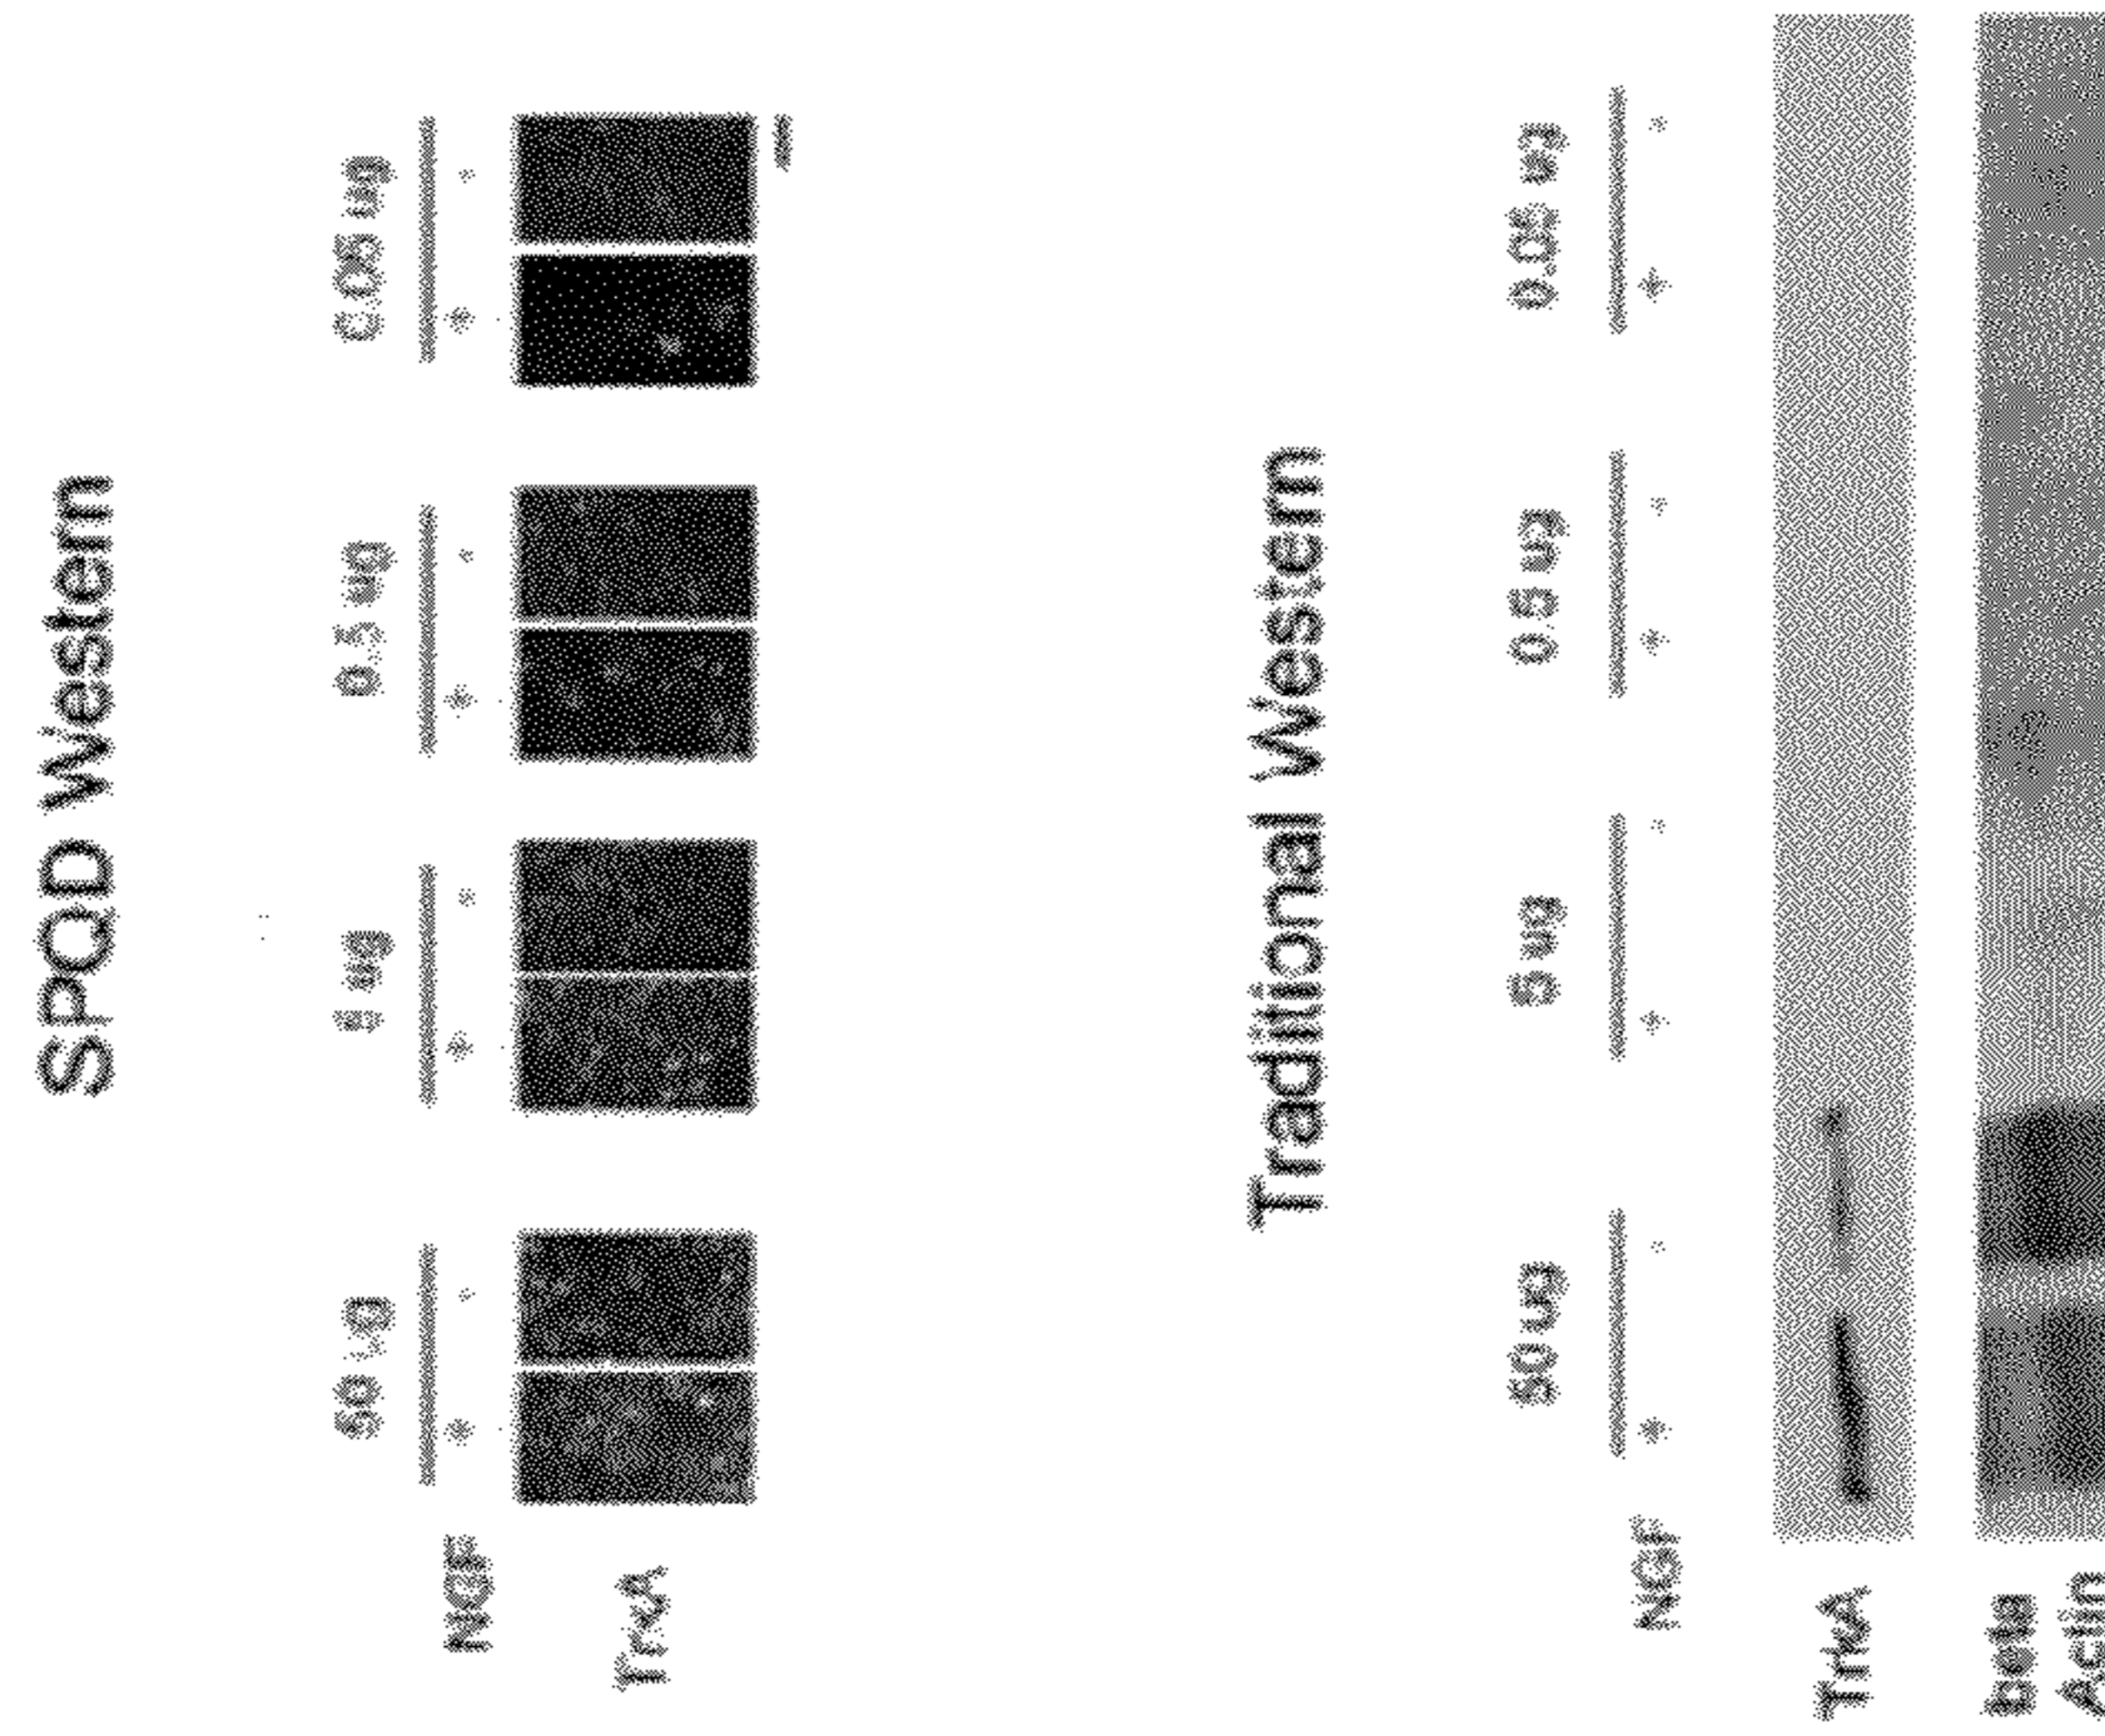 SPQD Western
50 ug 5 ug 0.5 ug 0.05 ug
NGF + - + - + - + -
TrkA
Traditional Western
50 ug 5 ug 0.5 ug 0.05 ug
NGF + - + - + - + -
TrkA
beta
Actin